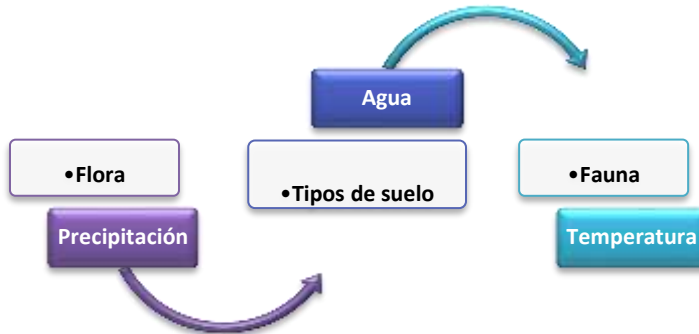 •Flora
Precipitación
Agua
•Tipos de suelo
•Fauna
Temperatura